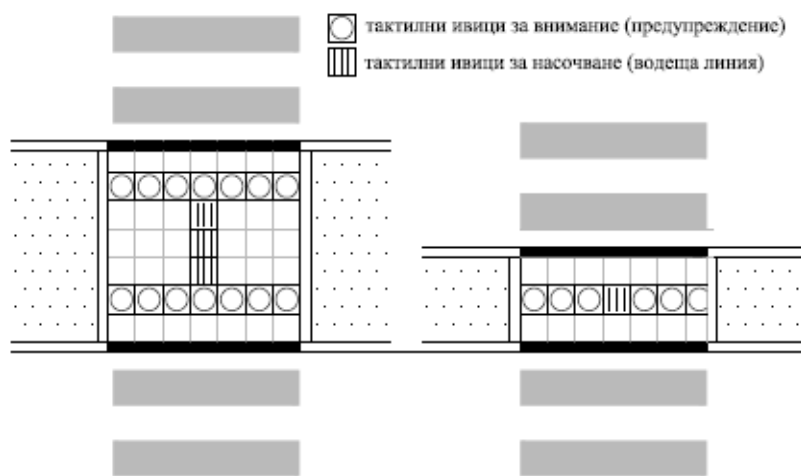 тактилни ивици за внимание (предупреждение)
тактилни ивици за насочване (водеща линия)